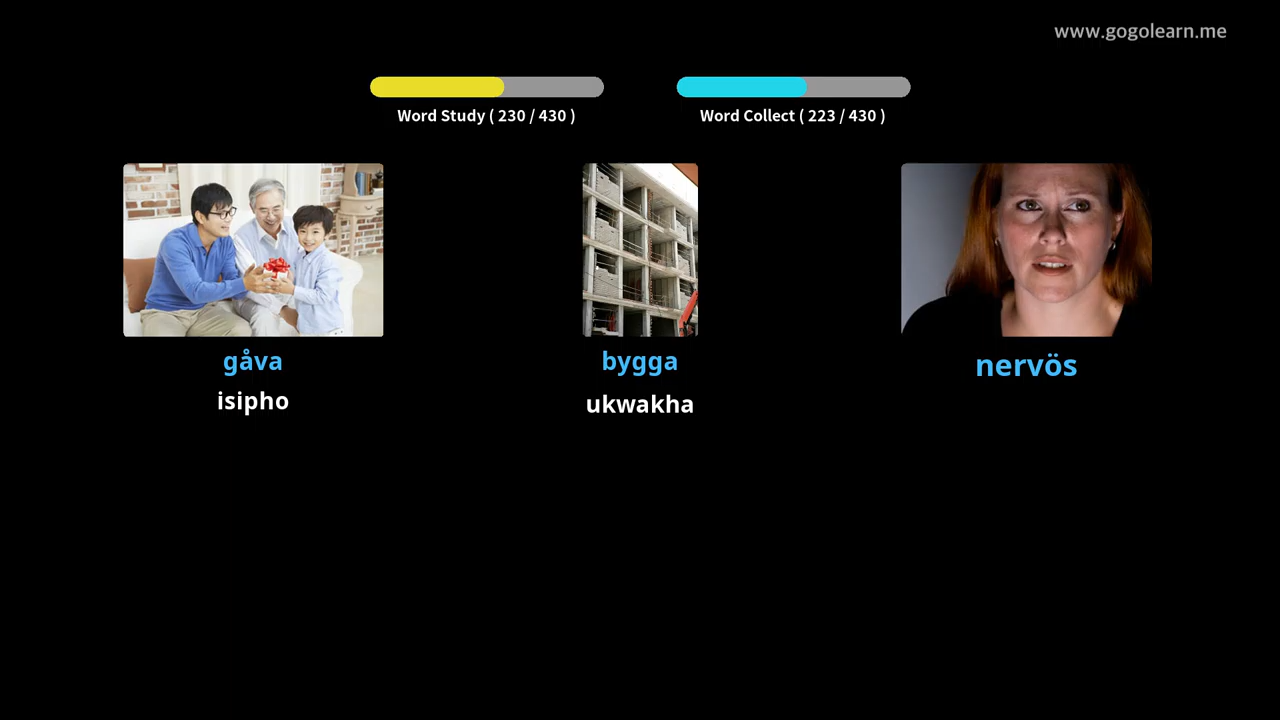 www.gogolearn.me
Word Study ( 230 / 430 )
Word Collect ( 223 / 430 )
gåva
isipho
bygga
ukwakha
nervös